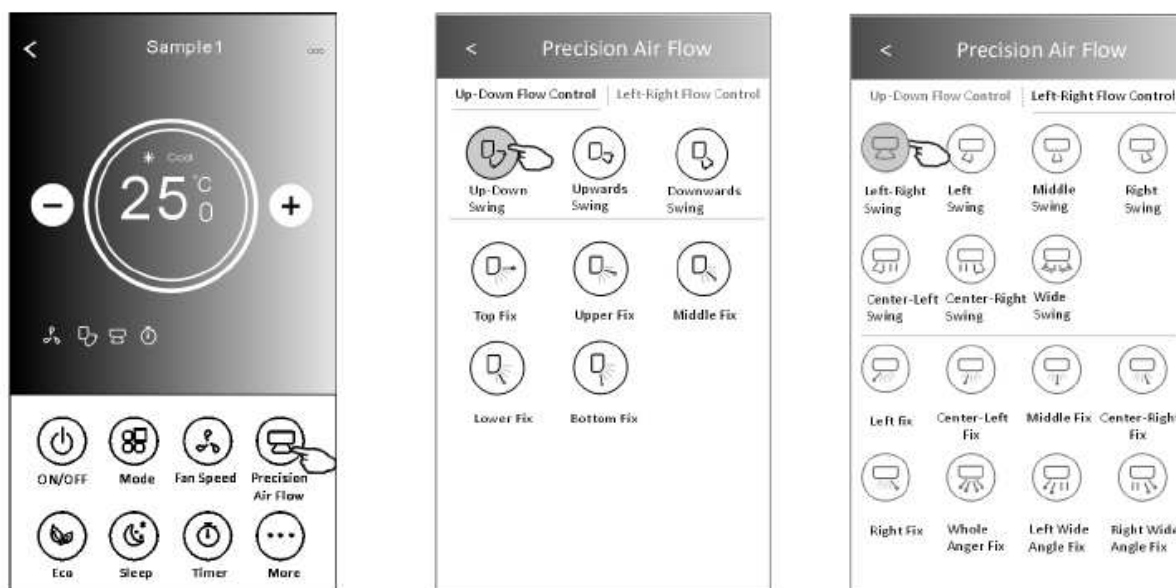 <
Sample1
ooo
Cool
25 °C
0
−
+
ON/OFF
Mode
Fan Speed
Precision
Air Flow
Eco
Sleep
Timer
More
< Precision Air Flow
Up-Down Flow Control | Left-Right Flow Control
Up-Down
Swing
Upwards
Swing
Downwards
Swing
Top Fix
Upper Fix
Middle Fix
Lower Fix
Bottom Fix
< Precision Air Flow
Up-Down Flow Control | Left-Right Flow Control
Left-Right
Swing
Left
Swing
Middle
Swing
Right
Swing
Center-Left
Swing
Center-Right
Swing
Wide
Swing
Left fix
Center-Left
Fix
Middle Fix
Center-Right
Fix
Right Fix
Whole
Anger Fix
Left Wide
Angle Fix
Right Wide
Angle Fix